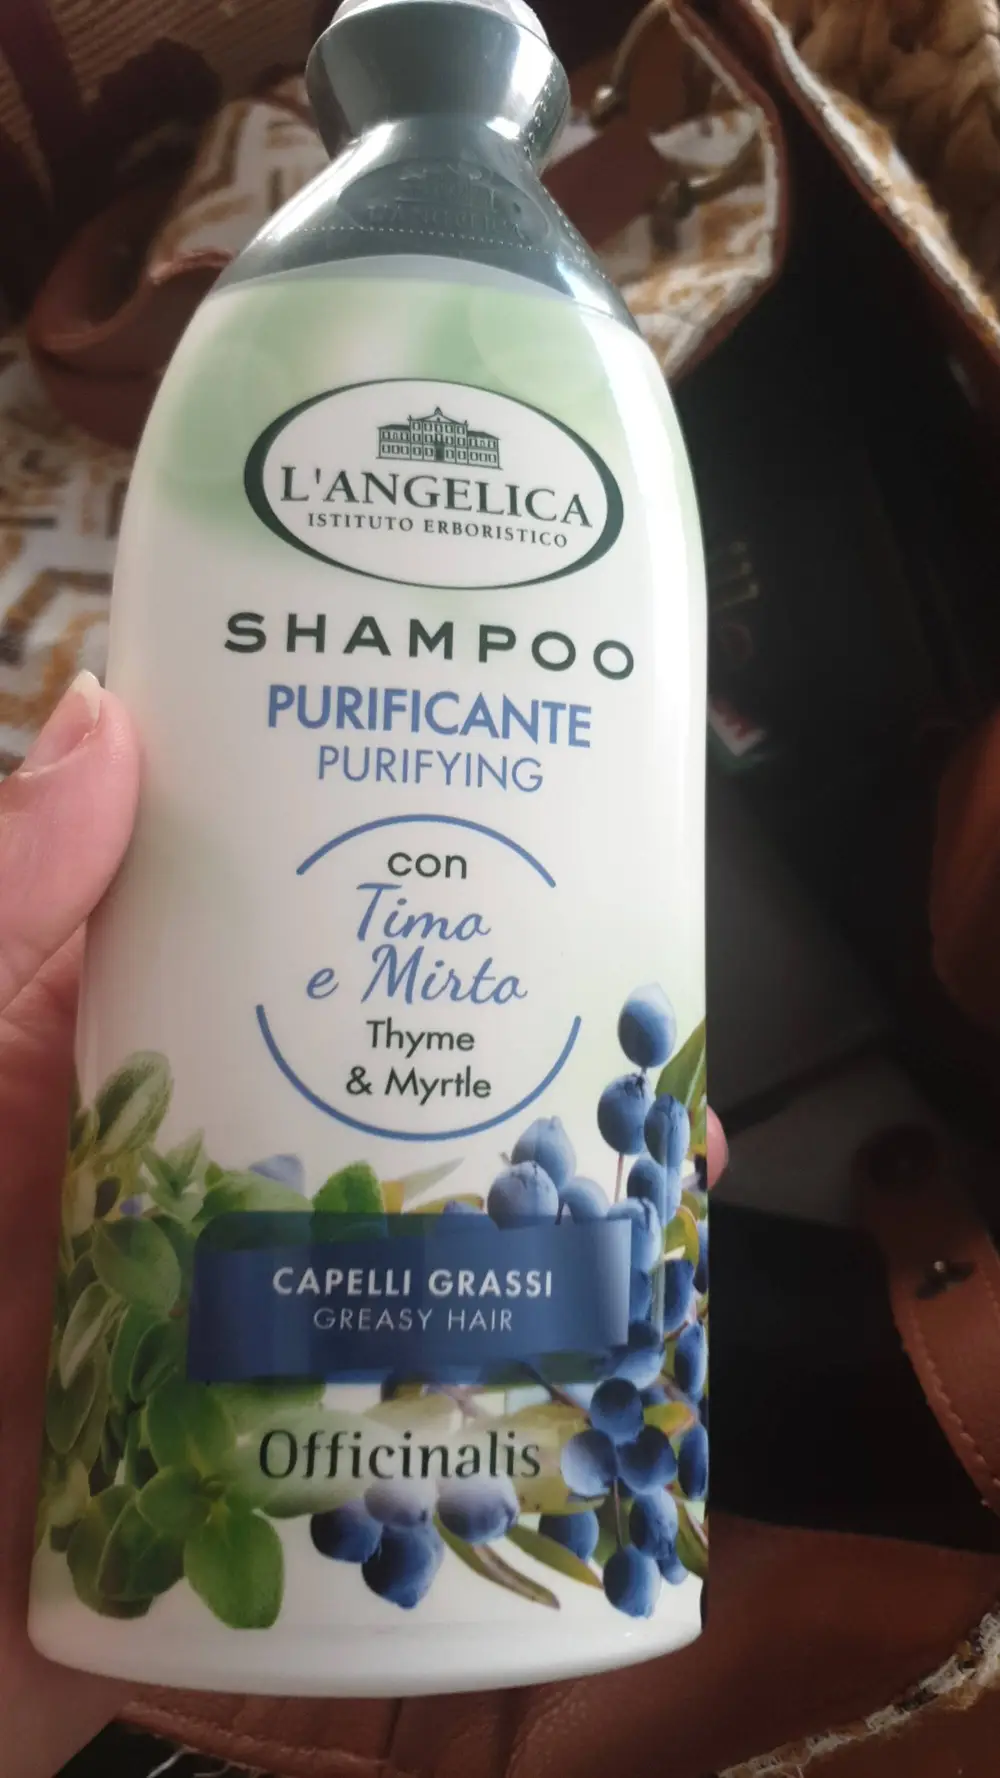 L'ANGELICA
ISTITUTO ERBORISTICO
SHAMPOO
PURIFICANTE
PURIFYING
con
Timo
e Mirto
Thyme
& Myrtle
CAPELLI GRASSI
GREASY HAIR
Officinalis